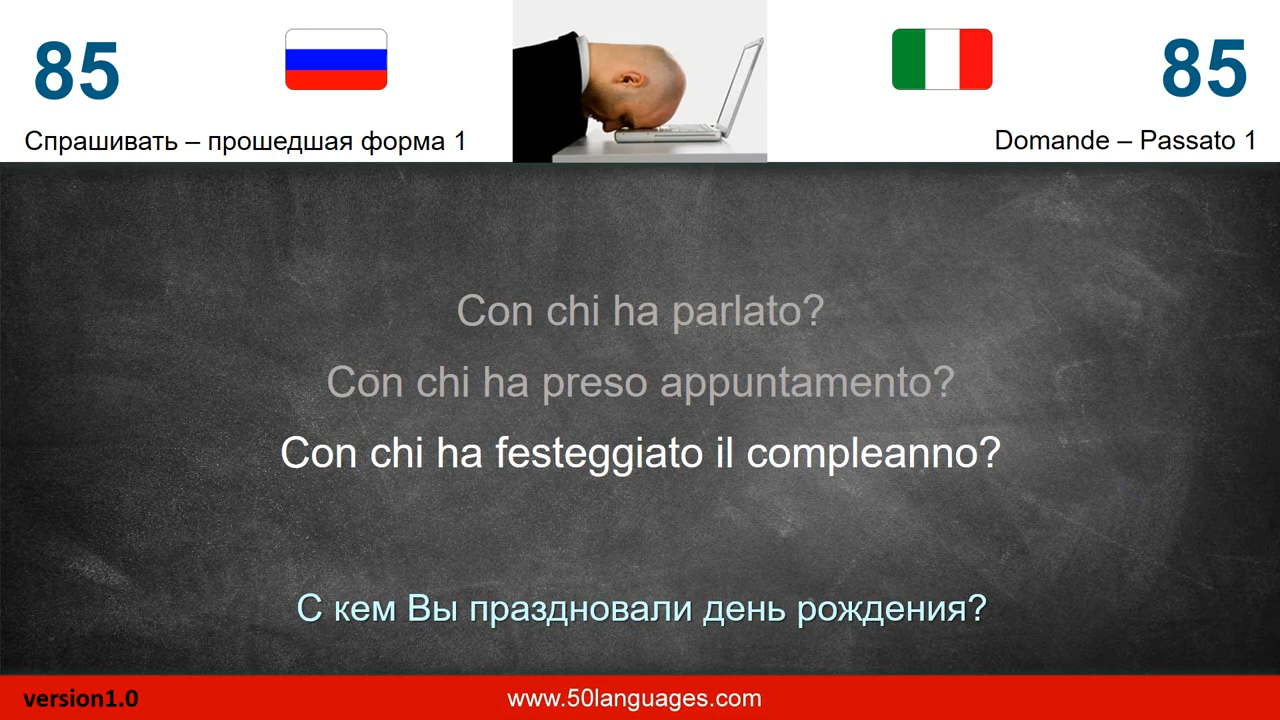 85
85
Спрашивать – прошедшая форма 1
Domande – Passato 1
Con chi ha parlato?
Con chi ha preso appuntamento?
Con chi ha festeggiato il compleanno?
С кем Вы праздновали день рождения?
version1.0
www.50languages.com